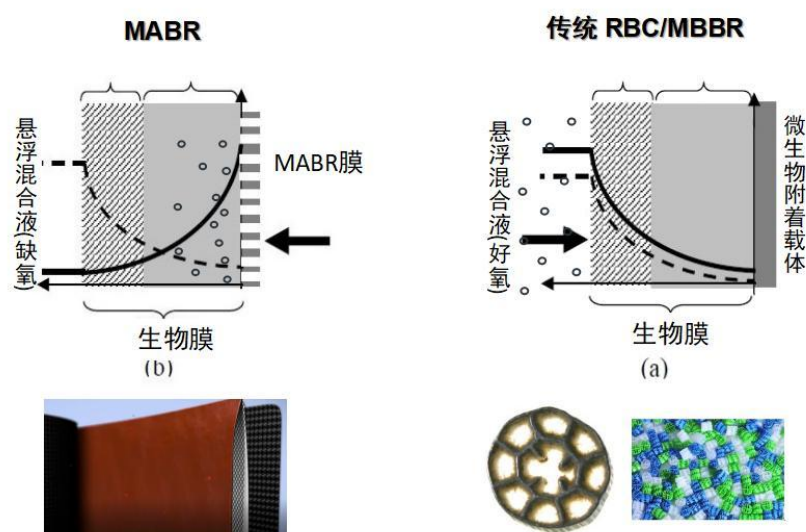 MABR
传统 RBC/MBBR
悬浮混合液(缺氧)
MABR膜
生物膜
(b)
悬浮混合液(好氧)
微生物附着载体
生物膜
(a)